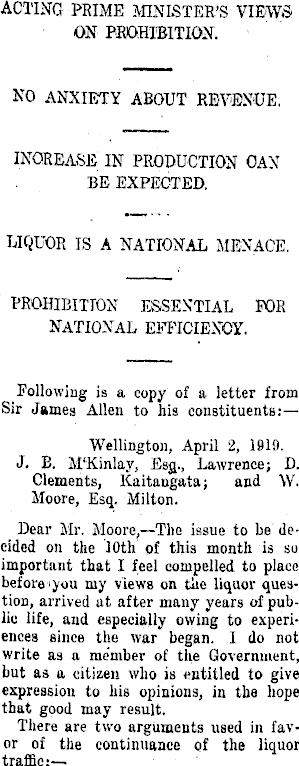 ACTING PRIME MINISTER'S VIEWS
ON PROHIBITION.
NO ANXIETY ABOUT REVENUE.
INCREASE IN PRODUCTION CAN
BE EXPECTED.
LIQUOR IS A NATIONAL MENACE.
PROHIBITION ESSENTIAL FOR
NATIONAL EFFICIENCY.
Following is a copy of a letter from
Sir James Allen to his constituents:—
Wellington, April 2, 1919.
J. B. M'Kinlay, Esq., Lawrence; D.
Clements, Kaitangata; and W.
Moore, Esq. Milton.
Dear Mr. Moore,—The issue to be de-
cided on the 10th of this month is so
important that I feel compelled to place
before you my views on the liquor ques-
tion, arrived at after many years of pub-
lic life, and especially owing to experi-
ences since the war began. I do not
write as a member of the Government,
but as a citizen who is entitled to give
expression to his opinions, in the hope
that good may result.
There are two arguments used in fav-
or of the continuance of the liquor
traffic:—